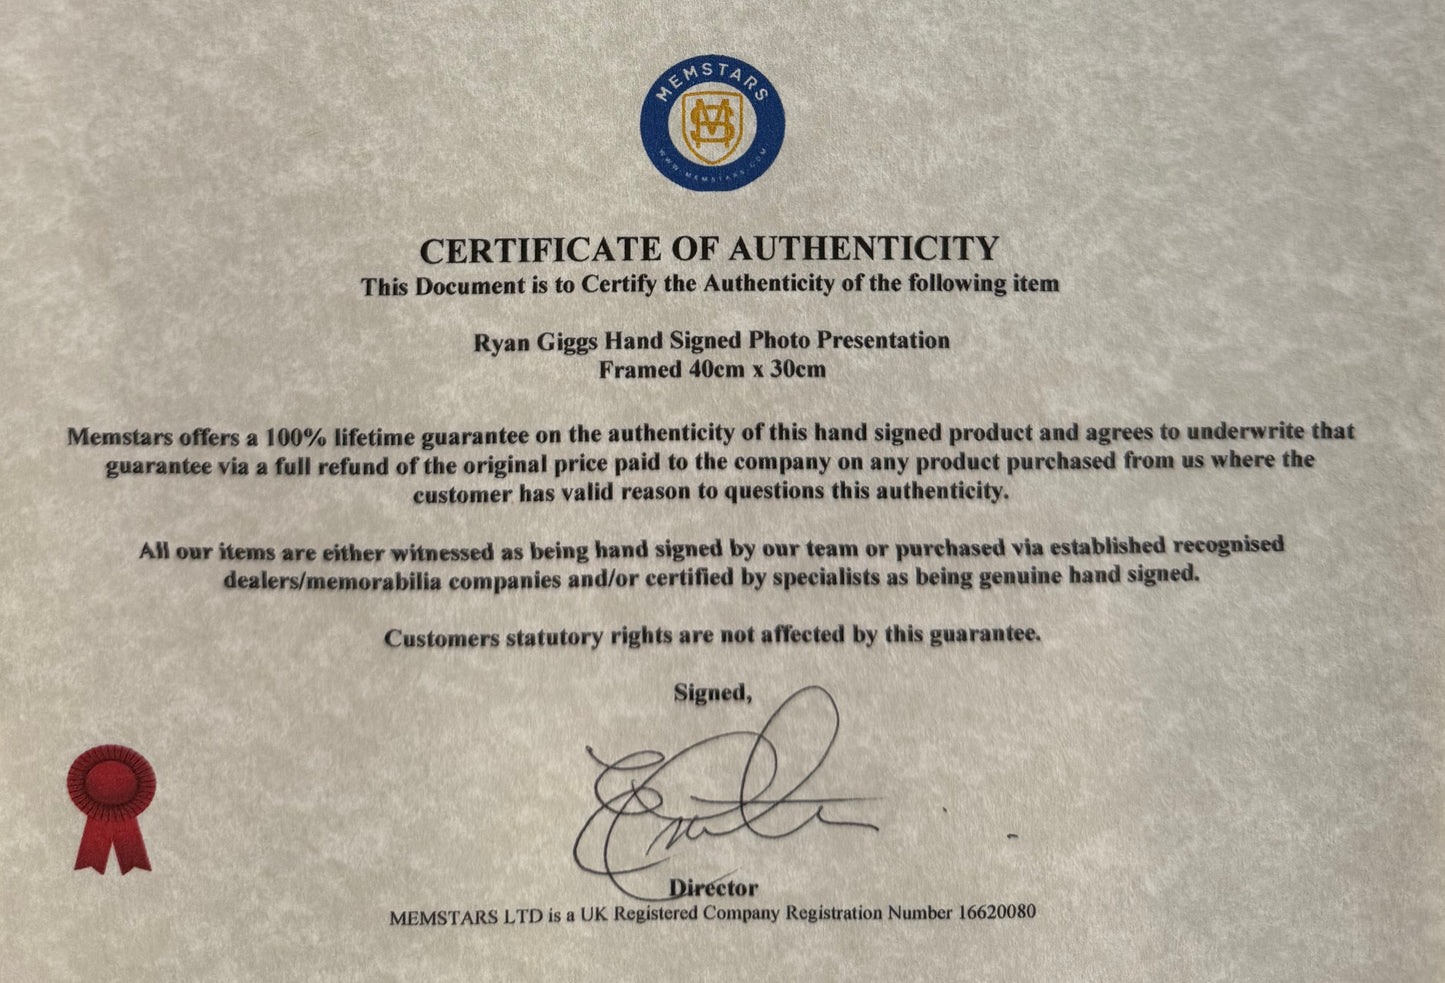 MEMSTARS
WWW.MEMSTARS.COM
CERTIFICATE OF AUTHENTICITY
This Document is to Certify the Authenticity of the following item
Ryan Giggs Hand Signed Photo Presentation
Framed 40cm x 30cm
Memstars offers a 100% lifetime guarantee on the authenticity of this hand signed product and agrees to underwrite that
guarantee via a full refund of the original price paid to the company on any product purchased from us where the
customer has valid reason to questions this authenticity.
All our items are either witnessed as being hand signed by our team or purchased via established recognised
dealers/memorabilia companies and/or certified by specialists as being genuine hand signed.
Customers statutory rights are not affected by this guarantee.
Signed,
Director
MEMSTARS LTD is a UK Registered Company Registration Number 16620080